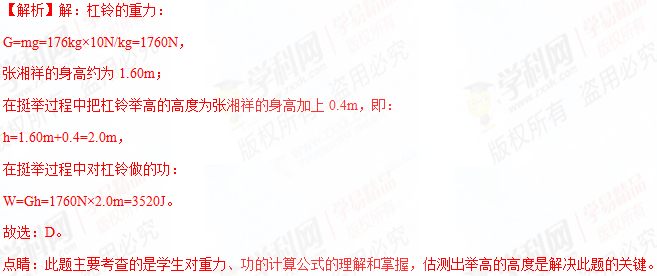 【解析】解：杠铃的重力：
G=mg=176kg×10N/kg=1760N，
张湘祥的身高约为 1.60m；
在挺举过程中把杠铃举高的高度为张湘祥的身高加上 0.4m，即：
h=1.60m+0.4=2.0m，
在挺举过程中对杠铃做的功：
W=Gh=1760N×2.0m=3520J。
故选：D。
点睛：此题主要考查的是学生对重力、功的计算公式的理解和掌握，估测出举高的高度是解决此题的关键。